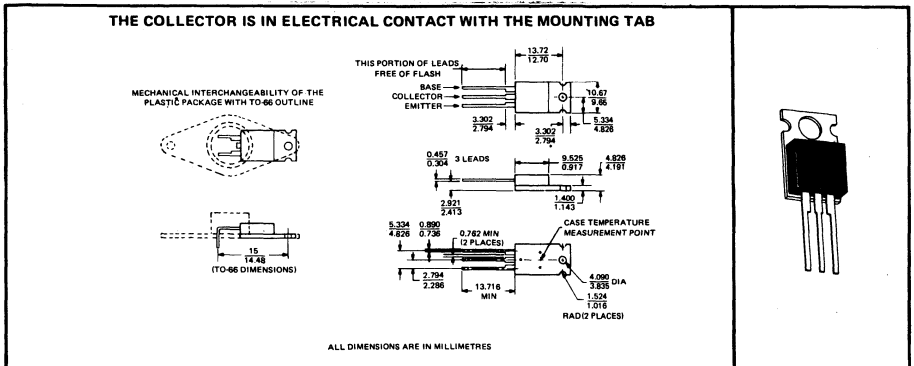 THE COLLECTOR IS IN ELECTRICAL CONTACT WITH THE MOUNTING TAB
MECHANICAL INTERCHANGEABILITY OF THE
PLASTIC PACKAGE WITH TO-66 OUTLINE
THIS PORTION OF LEADS
FREE OF FLASH
BASE
COLLECTOR
EMITTER
13.72
12.70
10.67
9.65
3.302
2.794
3.302
2.794
5.334
4.826
0.457
0.304
3 LEADS
9.525
0.917
4.826
4.191
2.921
2.413
1.400
1.143
5.334
4.826
0.890
0.736
0.762 MIN
(2 PLACES)
CASE TEMPERATURE
MEASUREMENT POINT
15
14.48
(TO-66 DIMENSIONS)
2.794
2.286
13.716
MIN
4.090
3.835
DIA
1.524
1.016
RAD(2 PLACES)
ALL DIMENSIONS ARE IN MILLIMETRES